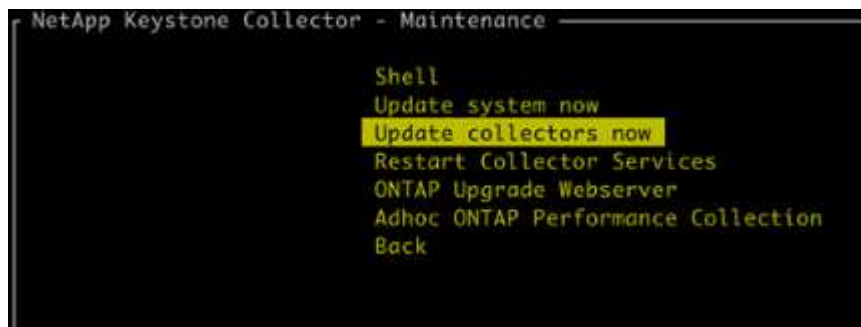 NetApp Keystone Collector - Maintenance
Shell
Update system now
Update collectors now
Restart Collector Services
ONTAP Upgrade Webserver
Adhoc ONTAP Performance Collection
Back